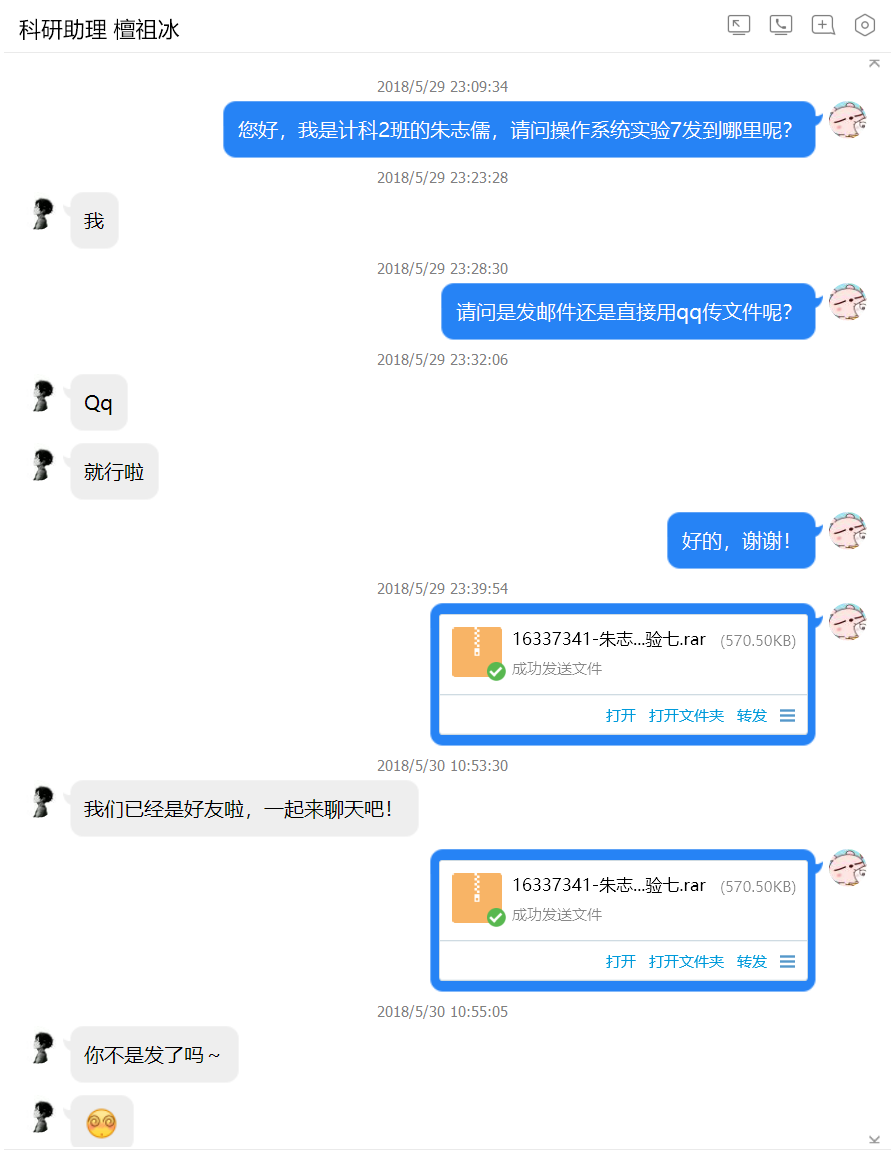 科研助理 檀祖冰
2018/5/29 23:09:34
您好，我是计科2班的朱志儒，请问操作系统实验7发到哪里呢？
2018/5/29 23:23:28
我
2018/5/29 23:28:30
请问是发邮件还是直接用qq传文件呢？
2018/5/29 23:32:06
Qq
就行啦
好的，谢谢！
2018/5/29 23:39:54
16337341-朱志...验七.rar (570.50KB)
成功发送文件
打开 打开文件夹 转发
2018/5/30 10:53:30
我们已经是好友啦，一起来聊天吧！
16337341-朱志...验七.rar (570.50KB)
成功发送文件
打开 打开文件夹 转发
2018/5/30 10:55:05
你不是发了吗～